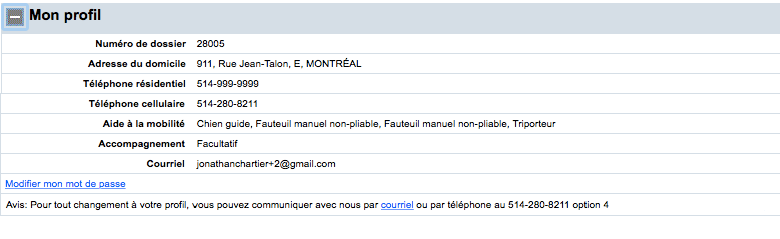 Mon profil
Numéro de dossier 28005
Adresse du domicile 911, Rue Jean-Talon, E, MONTRÉAL
Téléphone résidentiel 514-999-9999
Téléphone cellulaire 514-280-8211
Aide à la mobilité Chien guide, Fauteuil manuel non-pliable, Fauteuil manuel non-pliable, Triporteur
Accompagnement Facultatif
Courriel jonathanchartier+2@gmail.com
Modifier mon mot de passe
Avis: Pour tout changement à votre profil, vous pouvez communiquer avec nous par courriel ou par téléphone au 514-280-8211 option 4